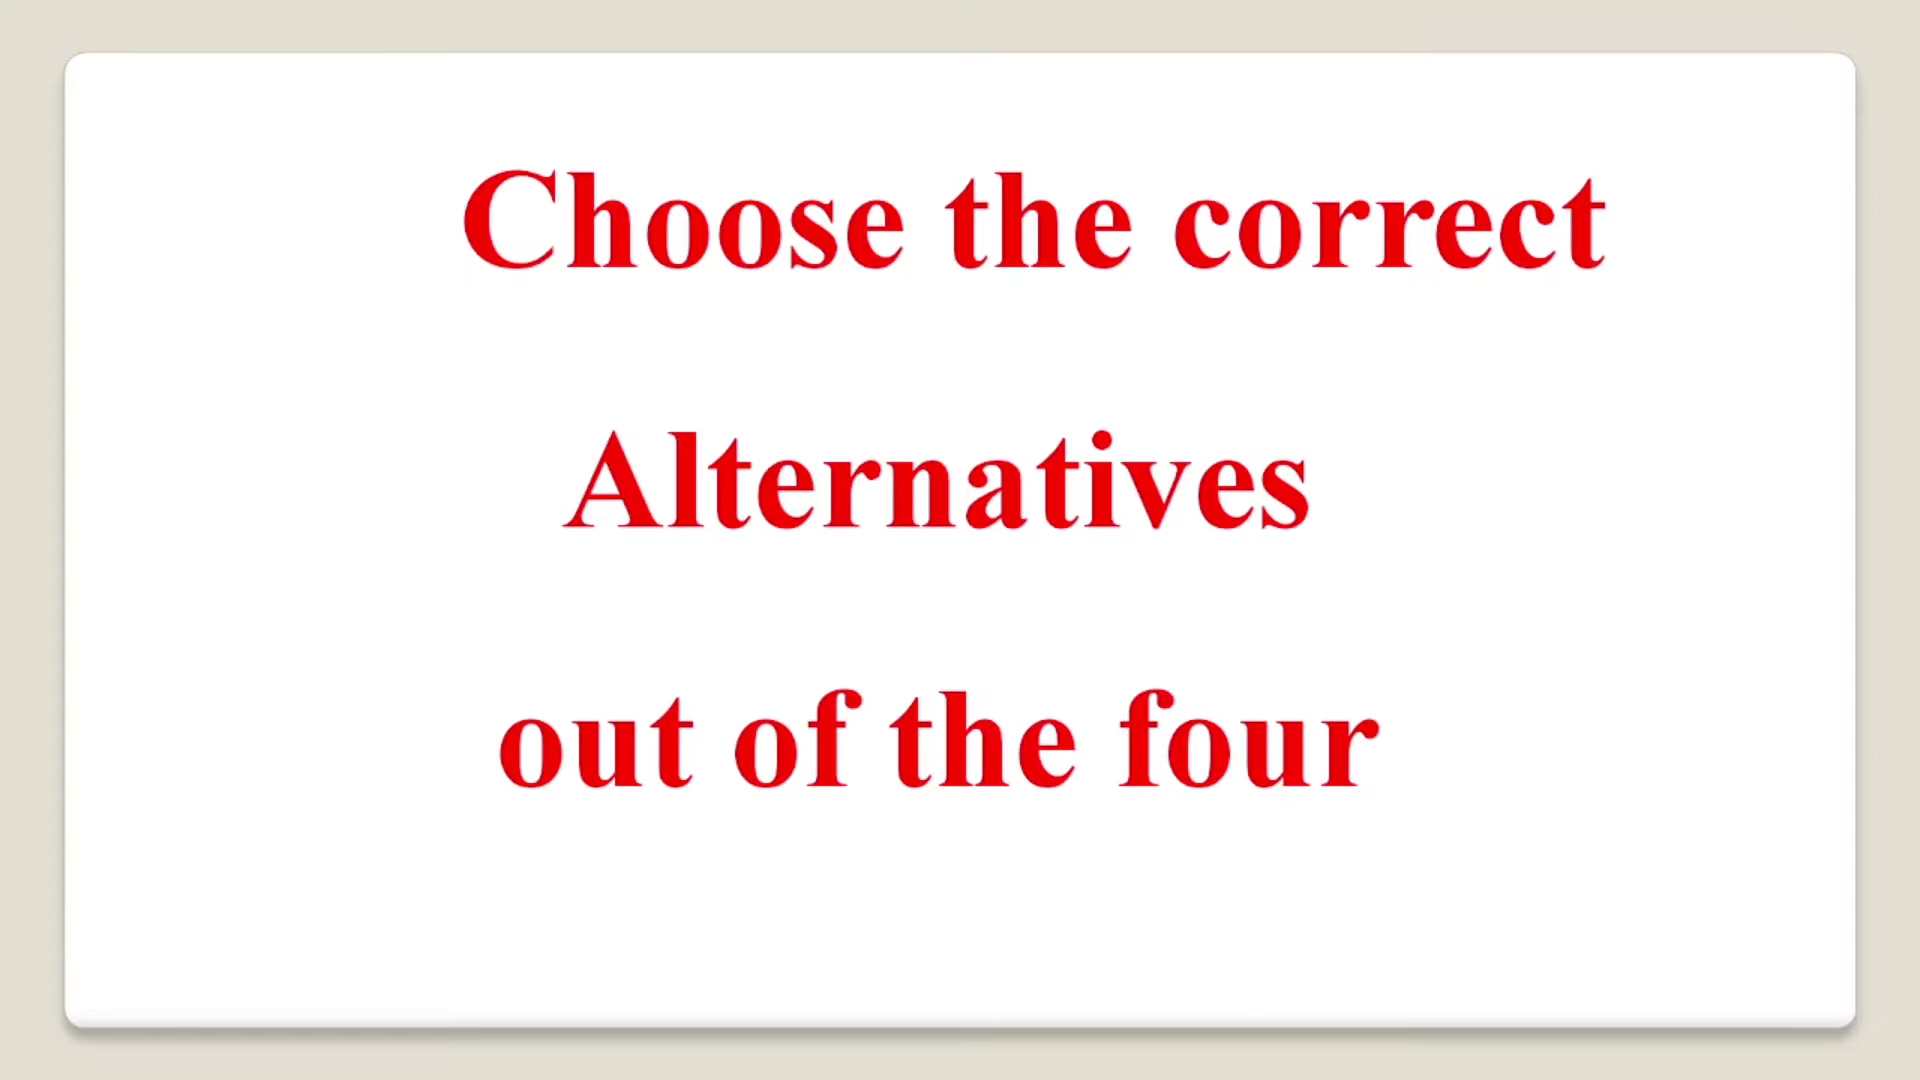 Choose the correct
Alternatives
out of the four